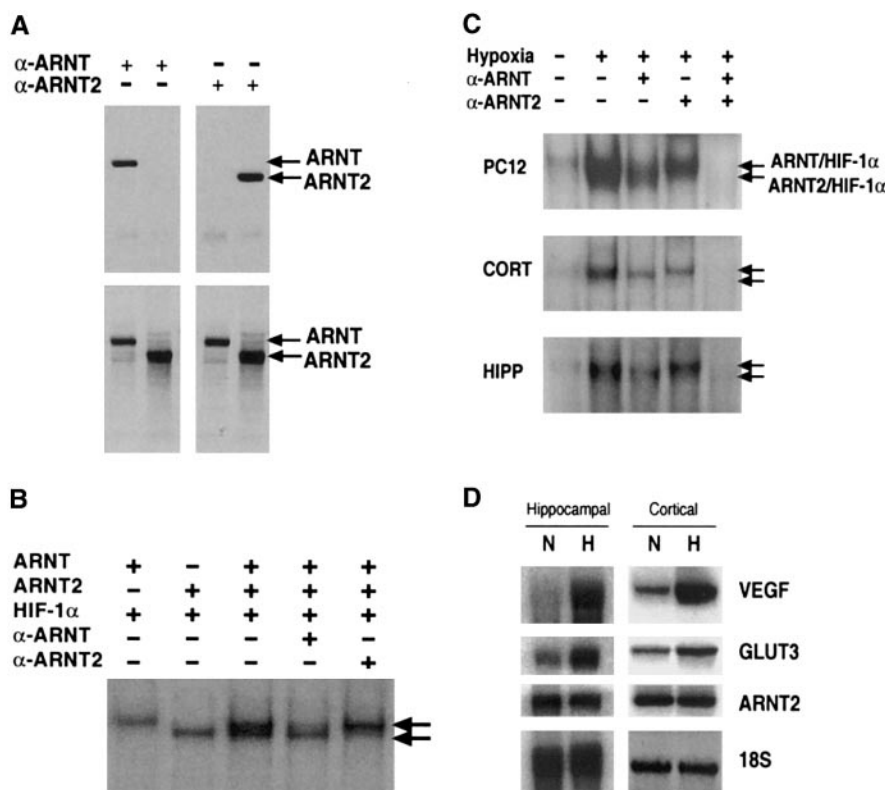 A
α-ARNT + + - -
α-ARNT2 - - + +
ARNT
ARNT2
ARNT
ARNT2
B
ARNT + - + + +
ARNT2 - + + + +
HIF-1α + + + + +
α-ARNT - - - + -
α-ARNT2 - - - - +
C
Hypoxia - + + + +
α-ARNT - - + - +
α-ARNT2 - - - + +
PC12
ARNT/HIF-1α
ARNT2/HIF-1α
CORT
HIPP
D
Hippocampal Cortical
N H N H
VEGF
GLUT3
ARNT2
18S